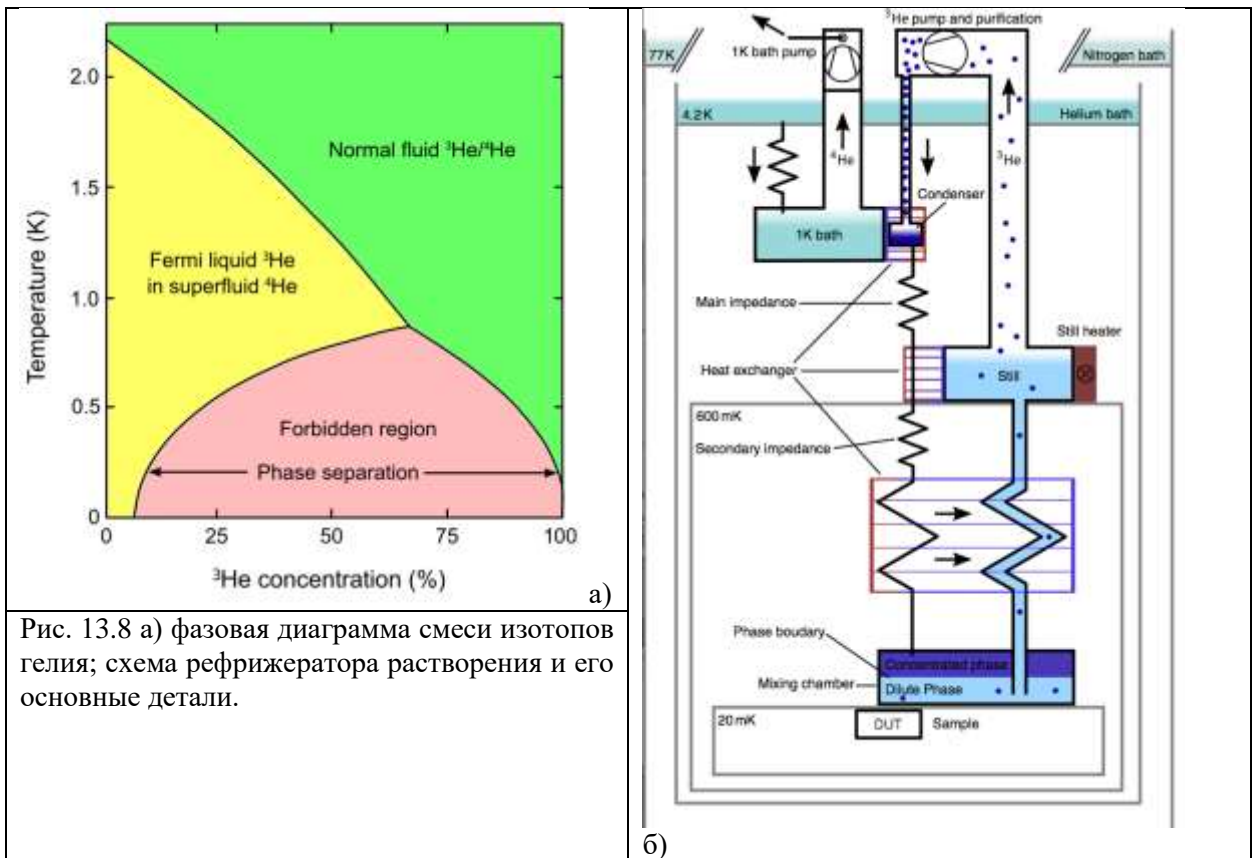 2.0
1.5
1.0
0.5
0
Temperature (K)
Normal fluid ³He/⁴He
Fermi liquid ³He
in superfluid ⁴He
Forbidden region
Phase separation
0
25
50
75
100
³He concentration (%)
а)
Рис. 13.8 а) фазовая диаграмма смеси изотопов
гелия; схема рефрижератора растворения и его
основные детали.
³He pump and purification
1K bath pump
77K
Nitrogen bath
4,2K
Helium bath
⁴He
³He
Condenser
1K bath
Main impedance
Still heater
Heat exchanger
Still
600 mK
Secondary impedance
Phase boudary
Concentrated phase
Mixing chamber
Dilute Phase
20 mK
DUT
Sample
б)